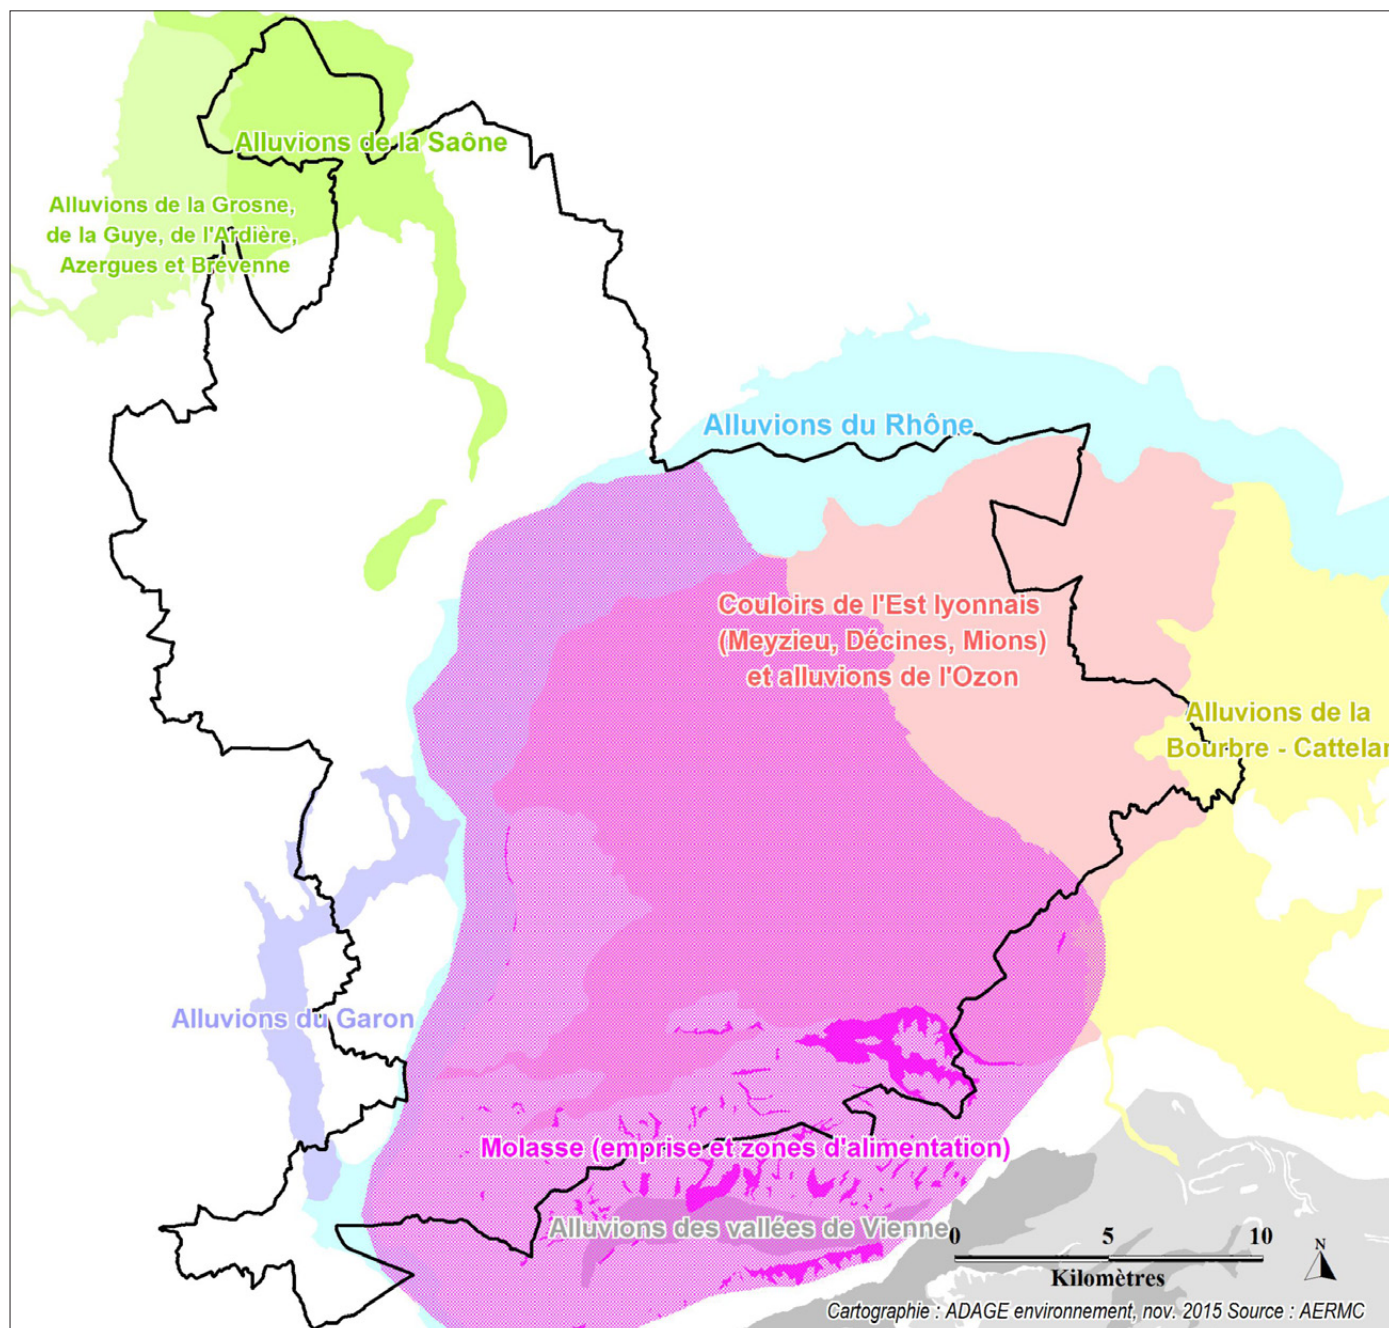 Alluvions de la Saône
Alluvions de la Grosne,
de la Guye, de l'Ardière,
Azergues et Brévenne
Alluvions du Rhône
Couloirs de l'Est lyonnais
(Meyzieu, Décines, Mions)
et alluvions de l'Ozon
Alluvions de la
Bourbre - Cattelan
Alluvions du Garon
Molasse (emprise et zones d'alimentation)
Alluvions des vallées de Vienne
0 5 10
N
Kilomètres
Cartographie : ADAGE environnement, nov. 2015 Source : AERMC